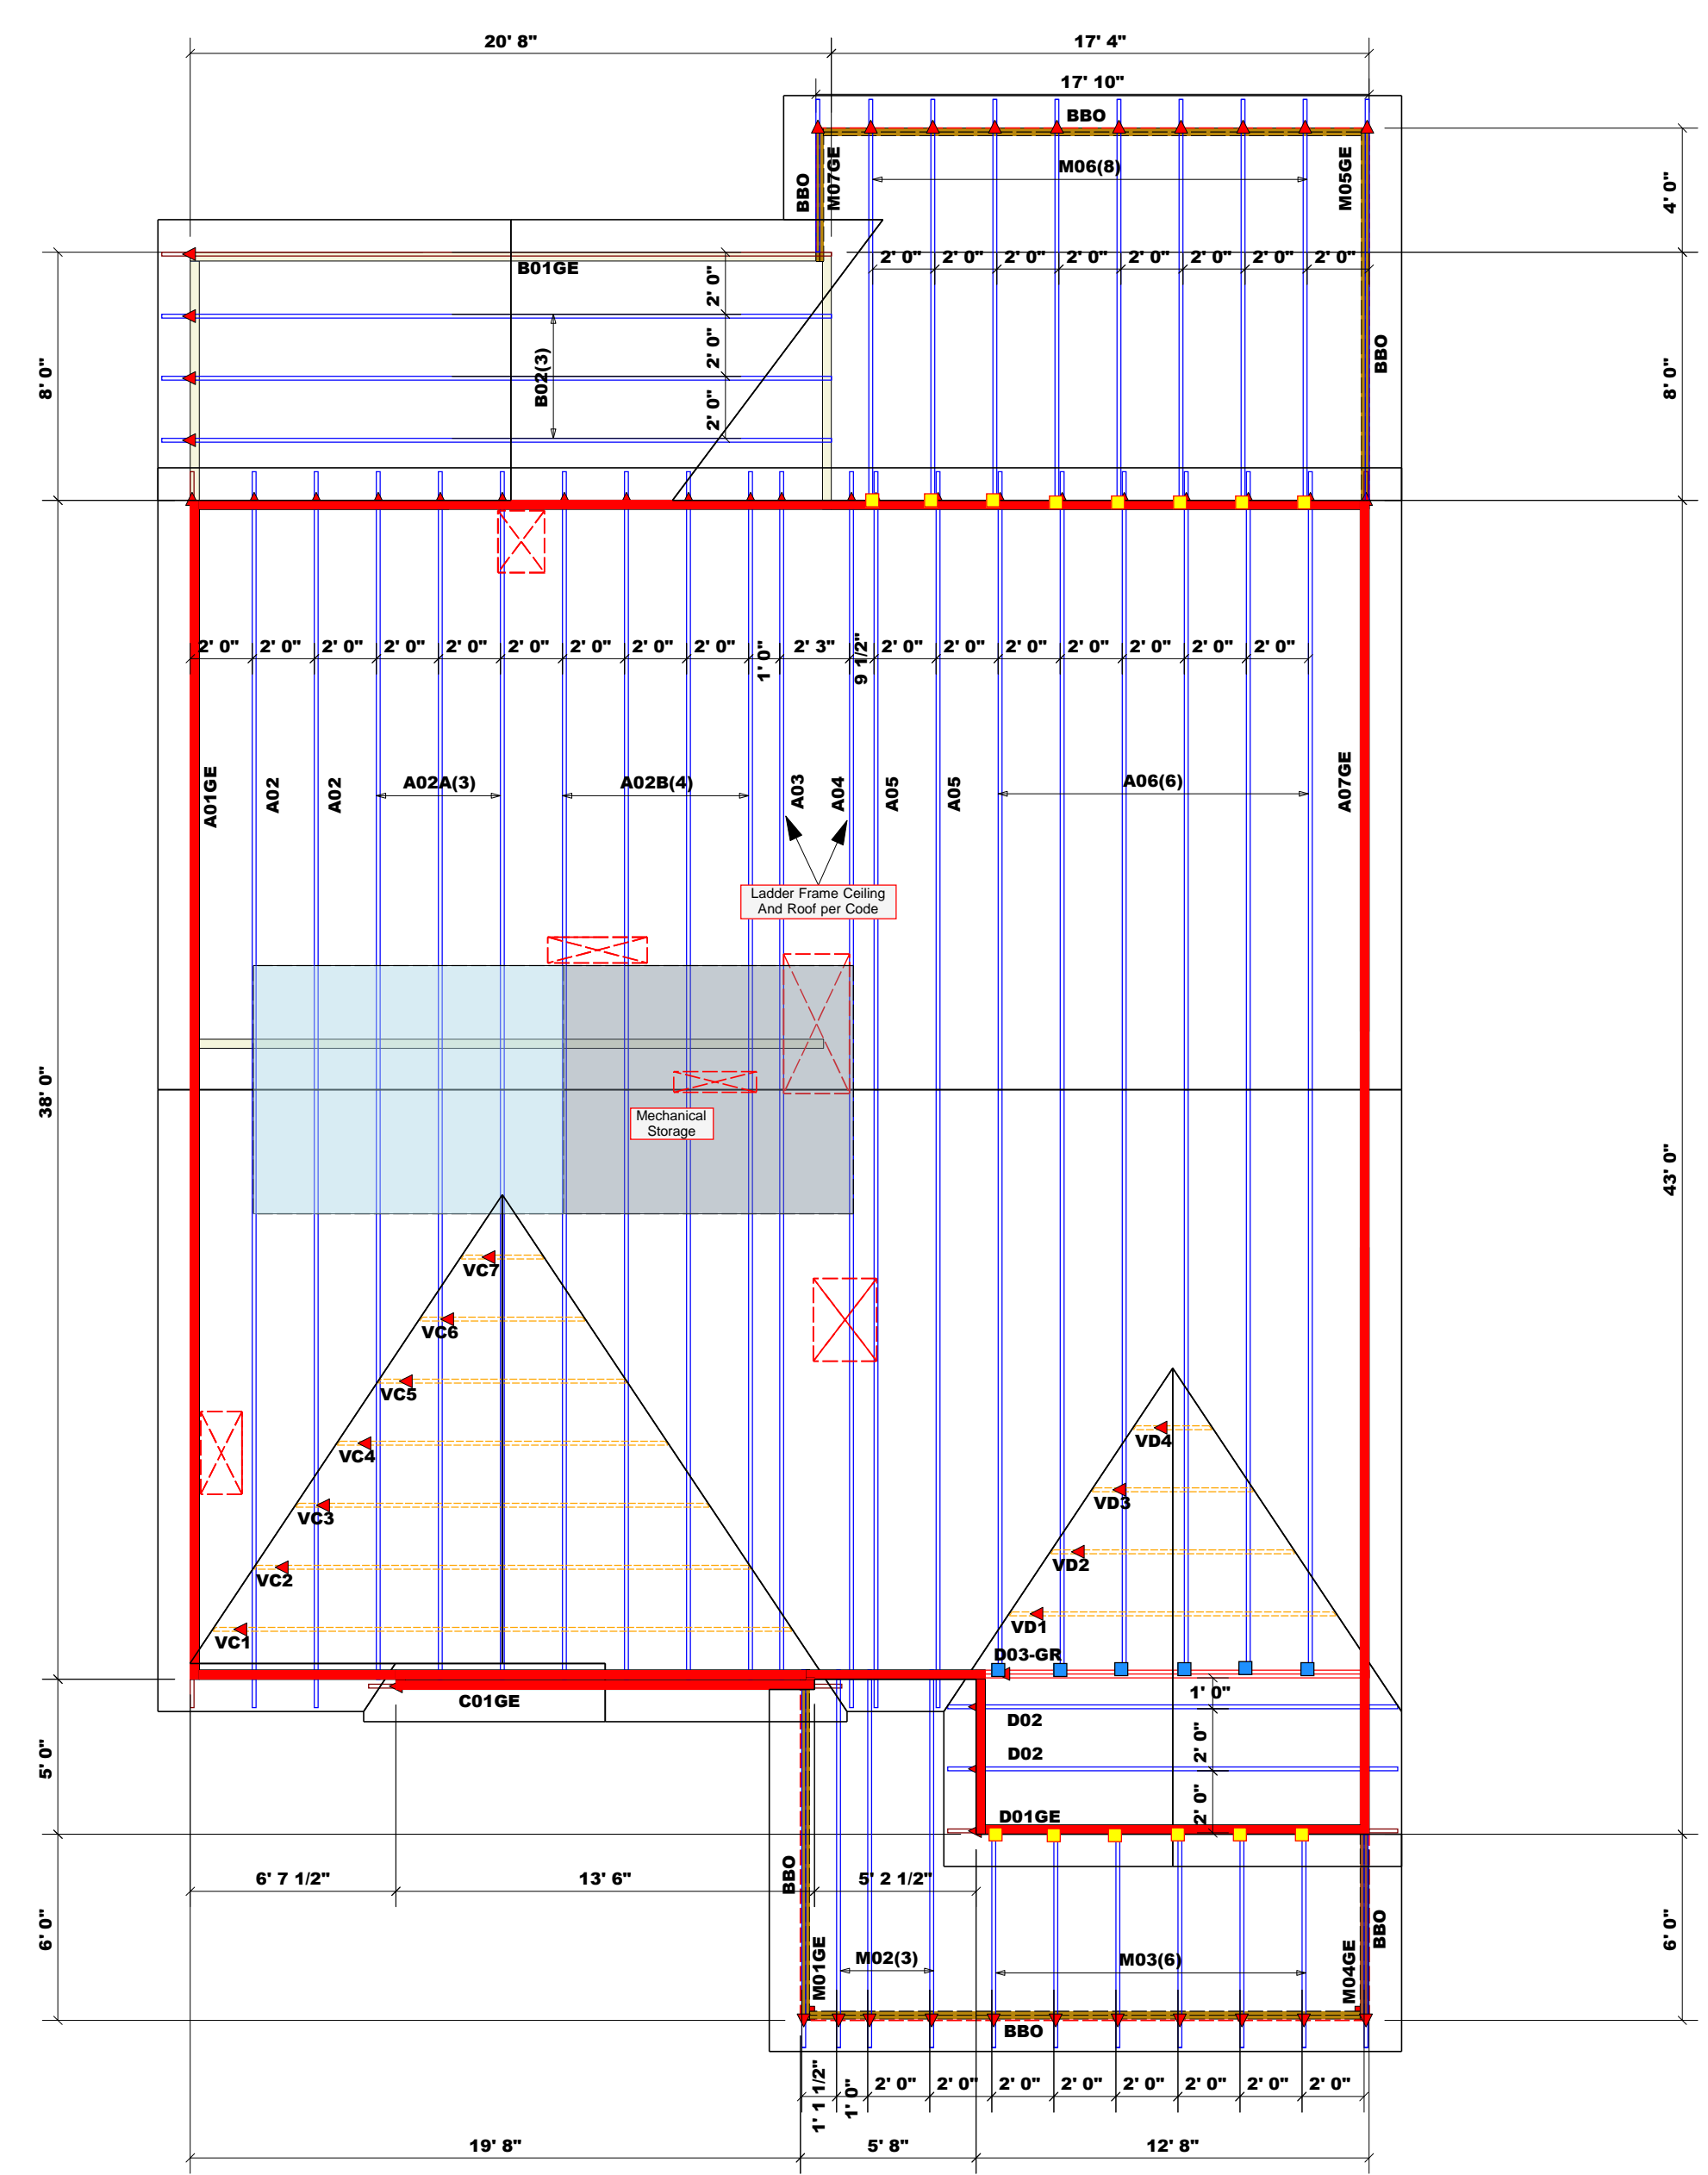 20' 8"
17' 4"
17' 10"
BBO
BBO
M07GE
M06(8)
M05GE
4' 0"
B01GE
2' 0"
2' 0" 2' 0" 2' 0" 2' 0" 2' 0" 2' 0" 2' 0" 2' 0"
8' 0"
B02(3)
2' 0"
2' 0"
BBO
8' 0"
2' 0" 2' 0" 2' 0" 2' 0" 2' 0" 2' 0" 2' 0" 2' 0" 2' 0" 1' 0" 2' 3" 9 1/2" 2' 0" 2' 0" 2' 0" 2' 0" 2' 0" 2' 0" 2' 0"
A01GE
A02
A02
A02A(3)
A02B(4)
A03
A04
A05
A05
A06(6)
A07GE
Ladder Frame Ceiling
And Roof per Code
38' 0"
Mechanical
Storage
43' 0"
VC7
VC6
VC5
VC4
VC3
VC2
VC1
VD4
VD3
VD2
VD1
D03-GR
C01GE
1' 0"
D02
D02
2' 0"
2' 0"
D01GE
5' 0"
6' 7 1/2"
13' 6"
5' 2 1/2"
BBO
M01GE
M02(3)
M03(6)
M04GE
BBO
6' 0"
6' 0"
BBO
1' 1 1/2" 1' 0" 2' 0" 2' 0" 2' 0" 2' 0" 2' 0" 2' 0" 2' 0" 2' 0"
19' 8"
5' 8"
12' 8"